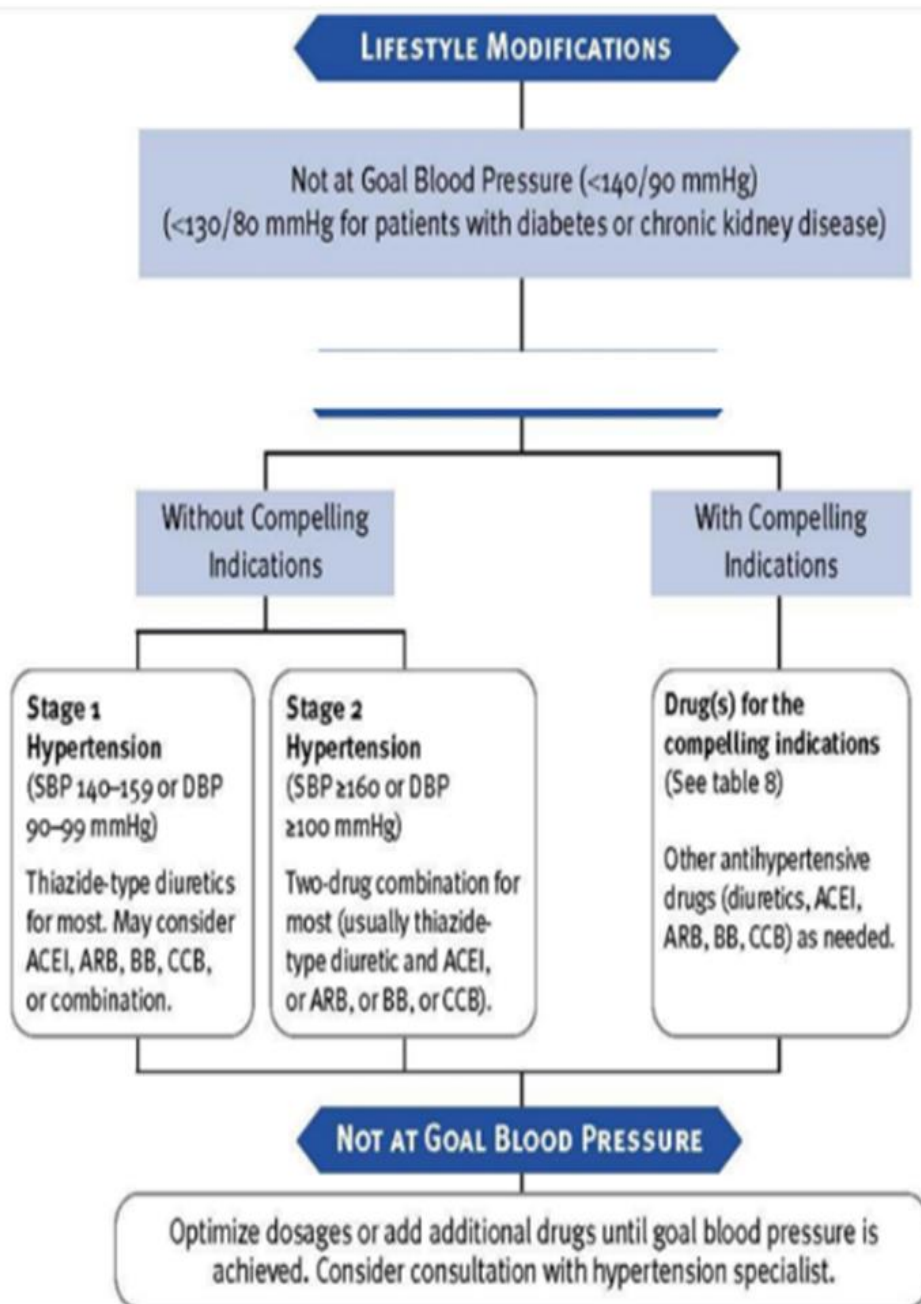 LIFESTYLE MODIFICATIONS
Not at Goal Blood Pressure (<140/90 mmHg)
(<130/80 mmHg for patients with diabetes or chronic kidney disease)
Without Compelling
Indications
With Compelling
Indications
Stage 1
Hypertension
(SBP 140–159 or DBP
90–99 mmHg)
Thiazide-type diuretics
for most. May consider
ACEI, ARB, BB, CCB,
or combination.
Stage 2
Hypertension
(SBP ≥160 or DBP
≥100 mmHg)
Two-drug combination for
most (usually thiazide-
type diuretic and ACEI,
or ARB, or BB, or CCB).
Drug(s) for the
compelling indications
(See table 8)
Other antihypertensive
drugs (diuretics, ACEI,
ARB, BB, CCB) as needed.
NOT AT GOAL BLOOD PRESSURE
Optimize dosages or add additional drugs until goal blood pressure is
achieved. Consider consultation with hypertension specialist.